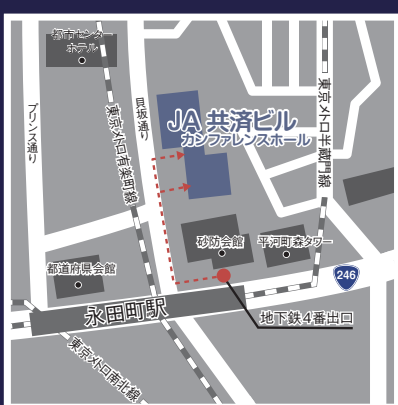 都市センター
ホテル
プリンス通り
東京メトロ有楽町線
貝坂通り
JA 共済ビル
カンファレンスホール
東京メトロ半蔵門線
砂防会館
平河町森タワー
都道府県会館
246
永田町駅
地下鉄4番出口
東京メトロ南北線